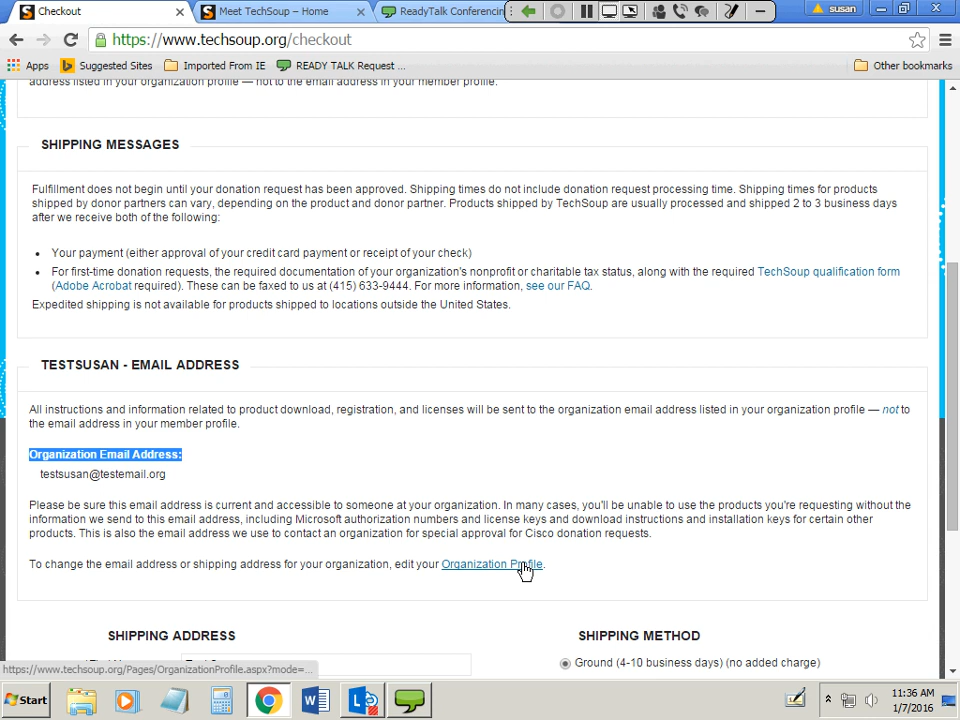 Checkout
Meet TechSoup – Home
ReadyTalk Conferencin
susan
https://www.techsoup.org/checkout
Apps
Suggested Sites
Imported From IE
READY TALK Request ...
Other bookmarks
address listed in your organization profile — not to the email address in your member profile.
SHIPPING MESSAGES
Fulfillment does not begin until your donation request has been approved. Shipping times do not include donation request processing time. Shipping times for products
shipped by donor partners can vary, depending on the product and donor partner. Products shipped by TechSoup are usually processed and shipped 2 to 3 business days
after we receive both of the following:
• Your payment (either approval of your credit card payment or receipt of your check)
• For first-time donation requests, the required documentation of your organization's nonprofit or charitable tax status, along with the required TechSoup qualification form
(Adobe Acrobat required). These can be faxed to us at (415) 633-9444. For more information, see our FAQ.
Expedited shipping is not available for products shipped to locations outside the United States.
TESTSUSAN - EMAIL ADDRESS
All instructions and information related to product download, registration, and licenses will be sent to the organization email address listed in your organization profile — not to
the email address in your member profile.
Organization Email Address:
testsusan@testemail.org
Please be sure this email address is current and accessible to someone at your organization. In many cases, you'll be unable to use the products you're requesting without the
information we send to this email address, including Microsoft authorization numbers and license keys and download instructions and installation keys for certain other
products. This is also the email address we use to contact an organization for special approval for Cisco donation requests.
To change the email address or shipping address for your organization, edit your Organization Profile.
SHIPPING ADDRESS
SHIPPING METHOD
Ground (4-10 business days) (no added charge)
https://www.techsoup.org/Pages/OrganizationProfile.aspx?mode=...
Start
11:36 AM
1/7/2016